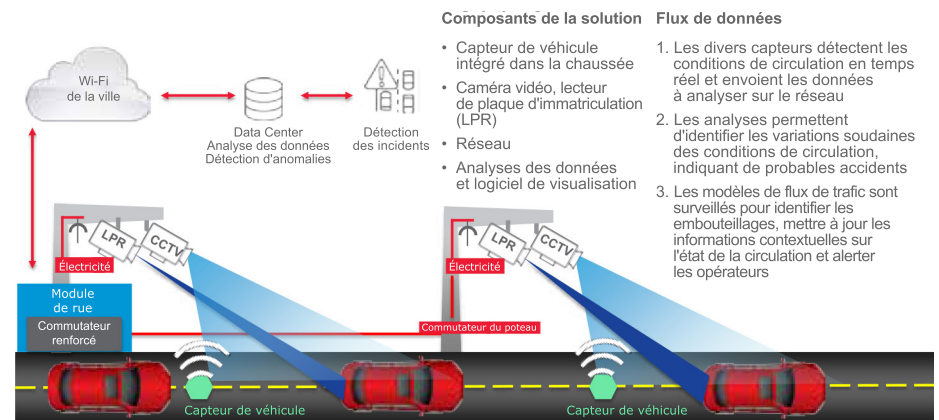 Composants de la solution
• Capteur de véhicule
intégré dans la chaussée
• Caméra vidéo, lecteur
de plaque d'immatriculation
(LPR)
• Réseau
• Analyses des données
et logiciel de visualisation
Flux de données
1. Les divers capteurs détectent les
conditions de circulation en temps
réel et envoient les données
à analyser sur le réseau
2. Les analyses permettent
d'identifier les variations soudaines
des conditions de circulation,
indiquant de probables accidents
3. Les modèles de flux de trafic sont
surveillés pour identifier les
embouteillages, mettre à jour les
informations contextuelles sur
l'état de la circulation et alerter
les opérateurs
Wi-Fi
de la ville
Data Center
Analyse des données
Détection d'anomalies
Détection
des incidents
LPR
CCTV
Électricité
Module
de rue
Commutateur
renforcé
LPR
CCTV
Électricité
Commutateur du poteau
Capteur de véhicule
Capteur de véhicule